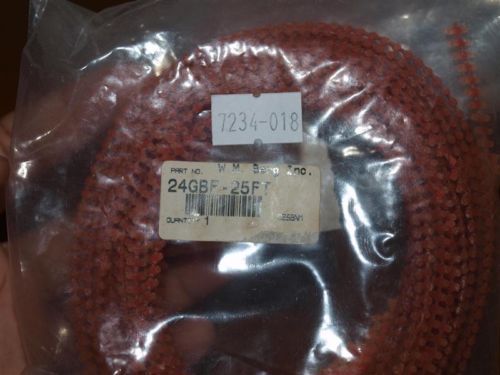 7234-018
PART NO. W. M. Berg Inc.
24GBF-25FT
QUANTITY 1